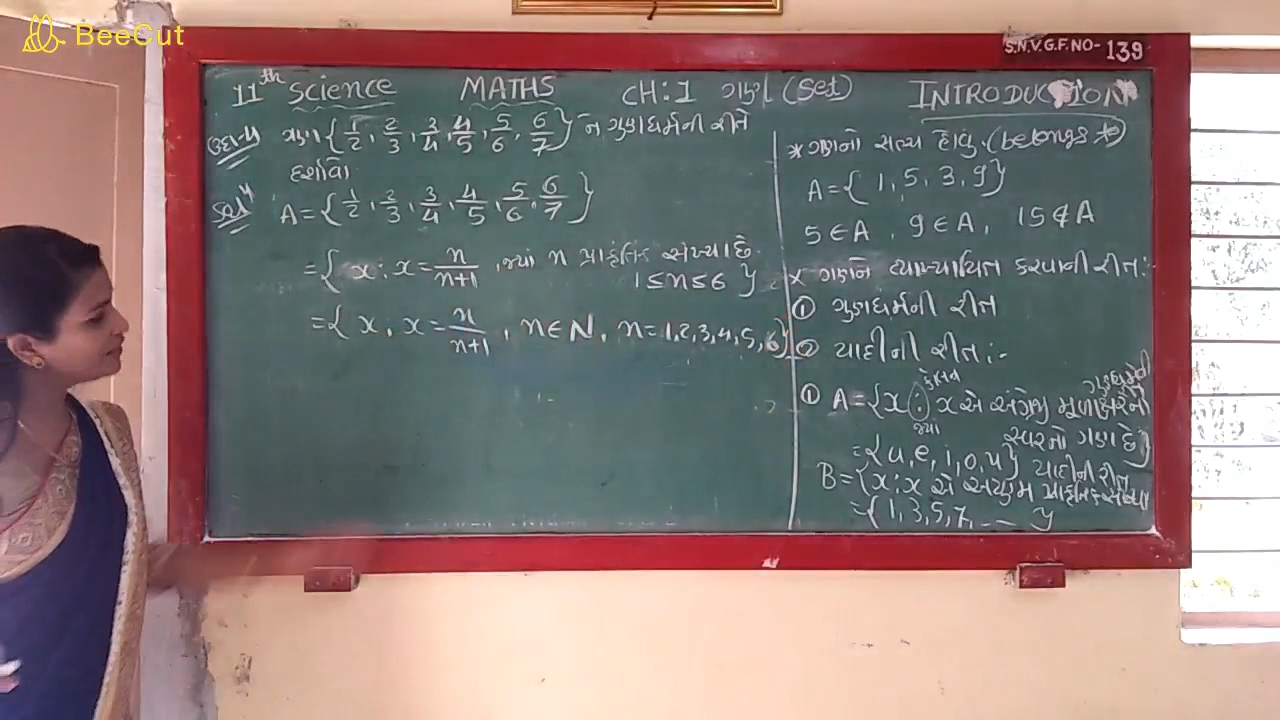 BeeCut
S.N.V.G.F.NO-139
11th Science MATHS CH:1 ગણ (Set) INTRODUCTION
ઉદા-૫ ગણ {1/2, 2/3, 3/4, 4/5, 5/6, 6/7} ને ગુણધર્મની રીતે
દર્શાવો
Solⁿ A={1/2, 2/3, 3/4, 4/5, 5/6, 6/7}
={x : x = n/n+1, જ્યાં n પ્રાકૃતિક સંખ્યા છે.
1≤n≤6}
={x, x = n/n+1, n∈N, n=1,2,3,4,5,6}
* ગણનો સભ્ય હોવું (belongs to)
A={1,5,3,9}
5∈A, 9∈A, 15∉A
* ગણને વ્યાખ્યાયિત કરવાની રીત:-
① ગુણધર્મની રીત
② યાદીની રીત:-
① A={x : x એ અંગ્રેજી મૂળાક્ષરનો
જ્યાં
સ્વરનો ગણ છે}
={a, e, i, o, u} યાદીની રીત
B={x : x એ અયુગ્મ પ્રાકૃતિક સંખ્યા
={1,3,5,7,--- }